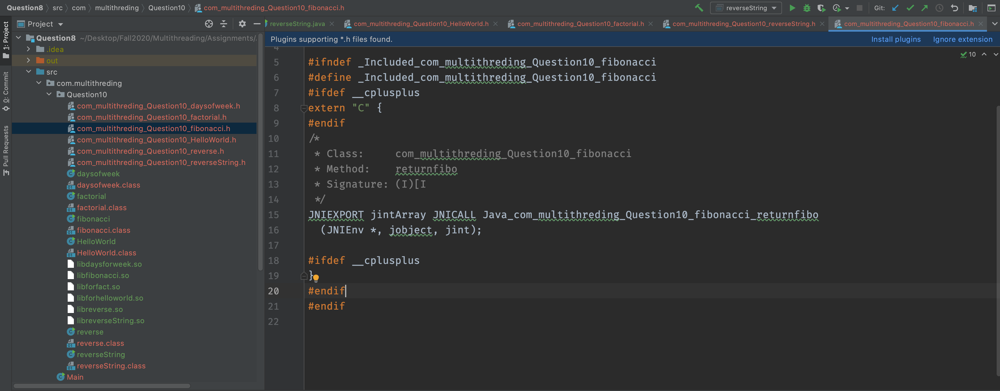 Question8 src com multithreding Question10 com_multithreding_Question10_fibonacci.h reverseString Git:
1: Project
0: Commit
Pull Requests
Project
reverseString.java com_multithreding_Question10_HelloWorld.h com_multithreding_Question10_factorial.h com_multithreding_Question10_reverseString.h com_multithreding_Question10_fibonacci.h
Question8 ~/Desktop/Fall2020/Multithreading/Assignments/
.idea
out
src
com.multithreding
Question10
com_multithreding_Question10_daysofweek.h
com_multithreding_Question10_factorial.h
com_multithreding_Question10_fibonacci.h
com_multithreding_Question10_HelloWorld.h
com_multithreding_Question10_reverse.h
com_multithreding_Question10_reverseString.h
daysofweek
daysofweek.class
factorial
factorial.class
fibonacci
fibonacci.class
HelloWorld
HelloWorld.class
libdaysforweek.so
libfibonacci.so
libforfact.so
libforhelloworld.so
libreverse.so
libreverseString.so
reverse
reverse.class
reverseString
reverseString.class
Main
Plugins supporting *.h files found. Install plugins Ignore extension
10
4
5 #ifndef _Included_com_multithreding_Question10_fibonacci
6 #define _Included_com_multithreding_Question10_fibonacci
7 #ifdef __cplusplus
8 extern "C" {
9 #endif
10 /*
11 * Class: com_multithreding_Question10_fibonacci
12 * Method: returnfibo
13 * Signature: (I)[I
14 */
15 JNIEXPORT jintArray JNICALL Java_com_multithreding_Question10_fibonacci_returnfibo
16 (JNIEnv *, jobject, jint);
17
18 #ifdef __cplusplus
19 }
20 #endif
21 #endif
22